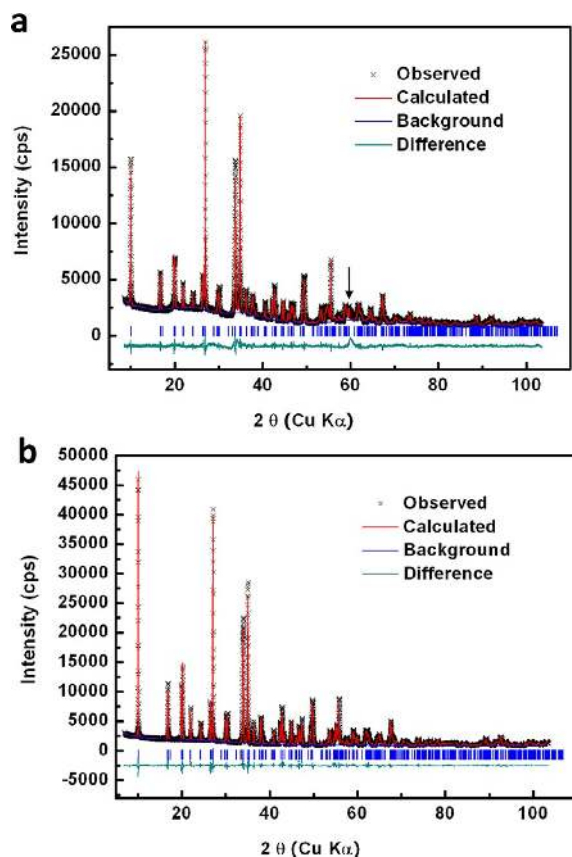 a
25000
20000
15000
10000
5000
0
Intensity (cps)
Observed
Calculated
Background
Difference
20 40 60 80 100
2 θ (Cu Kα)
b
50000
45000
40000
35000
30000
25000
20000
15000
10000
5000
0
-5000
Intensity (cps)
Observed
Calculated
Background
Difference
20 40 60 80 100
2 θ (Cu Kα)